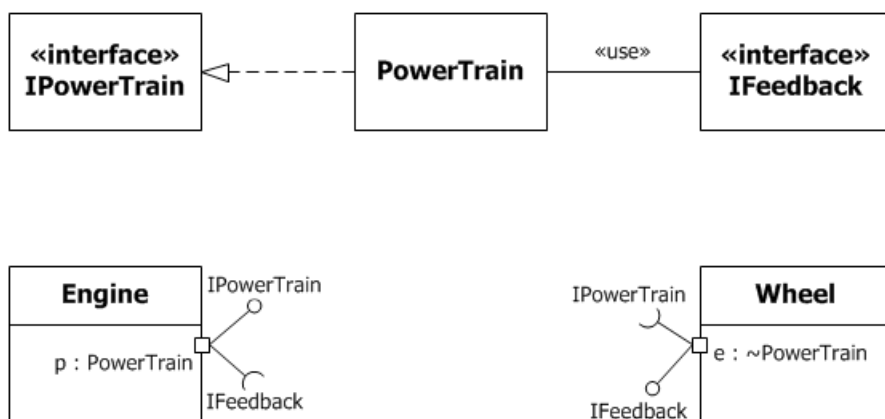 «interface»
IPowerTrain
PowerTrain
«use»
«interface»
IFeedback
Engine
p : PowerTrain
IPowerTrain
IFeedback
IPowerTrain
IFeedback
Wheel
e : ~PowerTrain